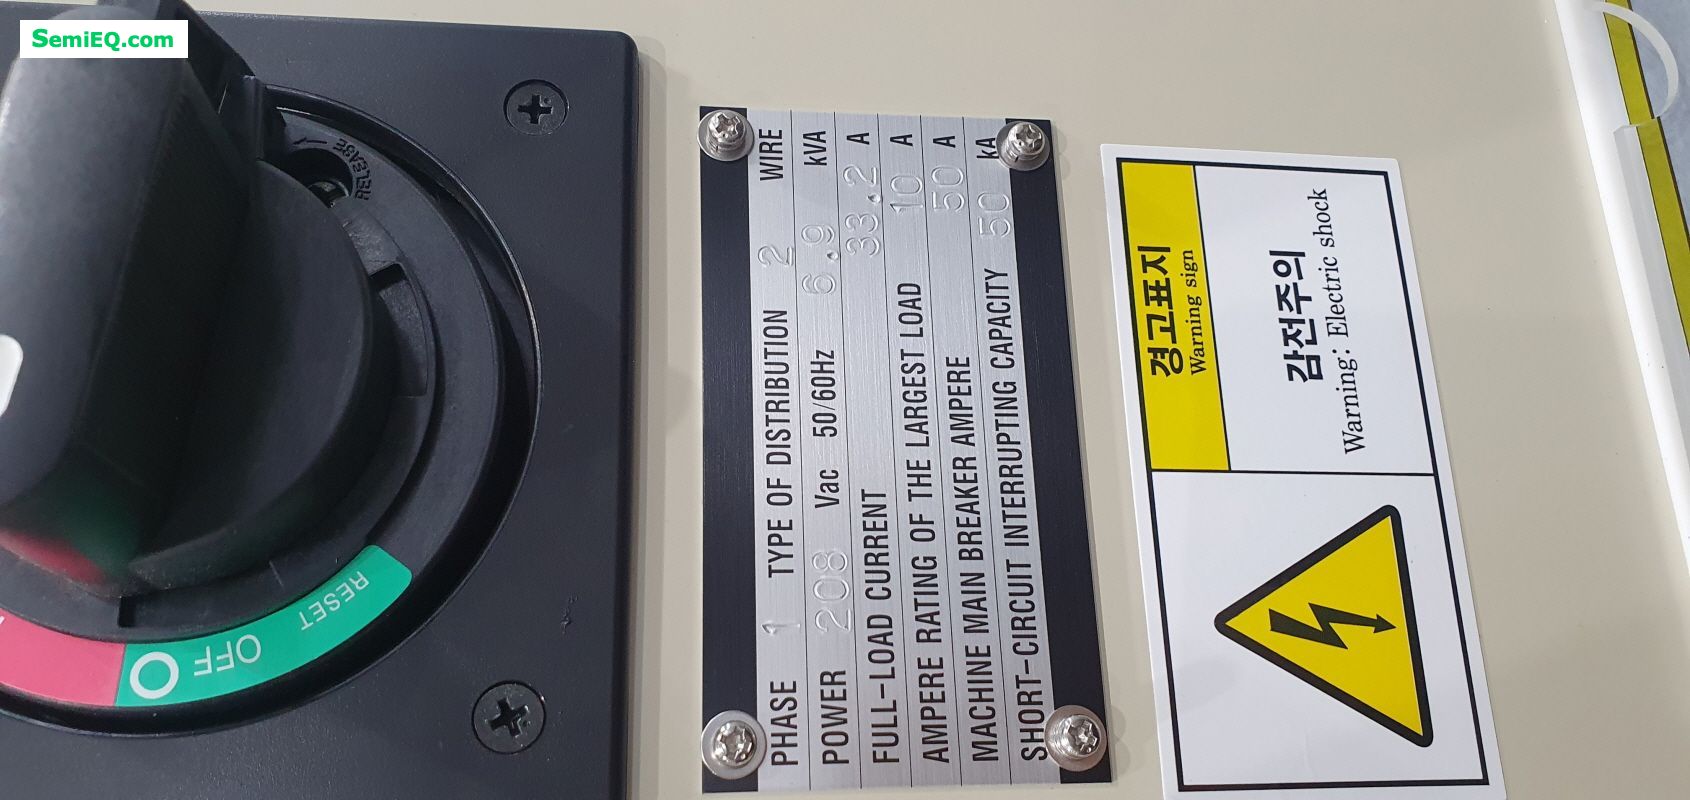 SemiEQ.com
RELEASE
RESET
OFF
PHASE 1 TYPE OF DISTRIBUTION 2 WIRE
POWER 208 Vac 50/60Hz 6.9 kVA
FULL-LOAD CURRENT 33.2 A
AMPERE RATING OF THE LARGEST LOAD 10 A
MACHINE MAIN BREAKER AMPERE 50 A
SHORT-CIRCUIT INTERRUPTING CAPACITY 50 kA
경고표지
Warning sign
감전주의
Warning: Electric shock